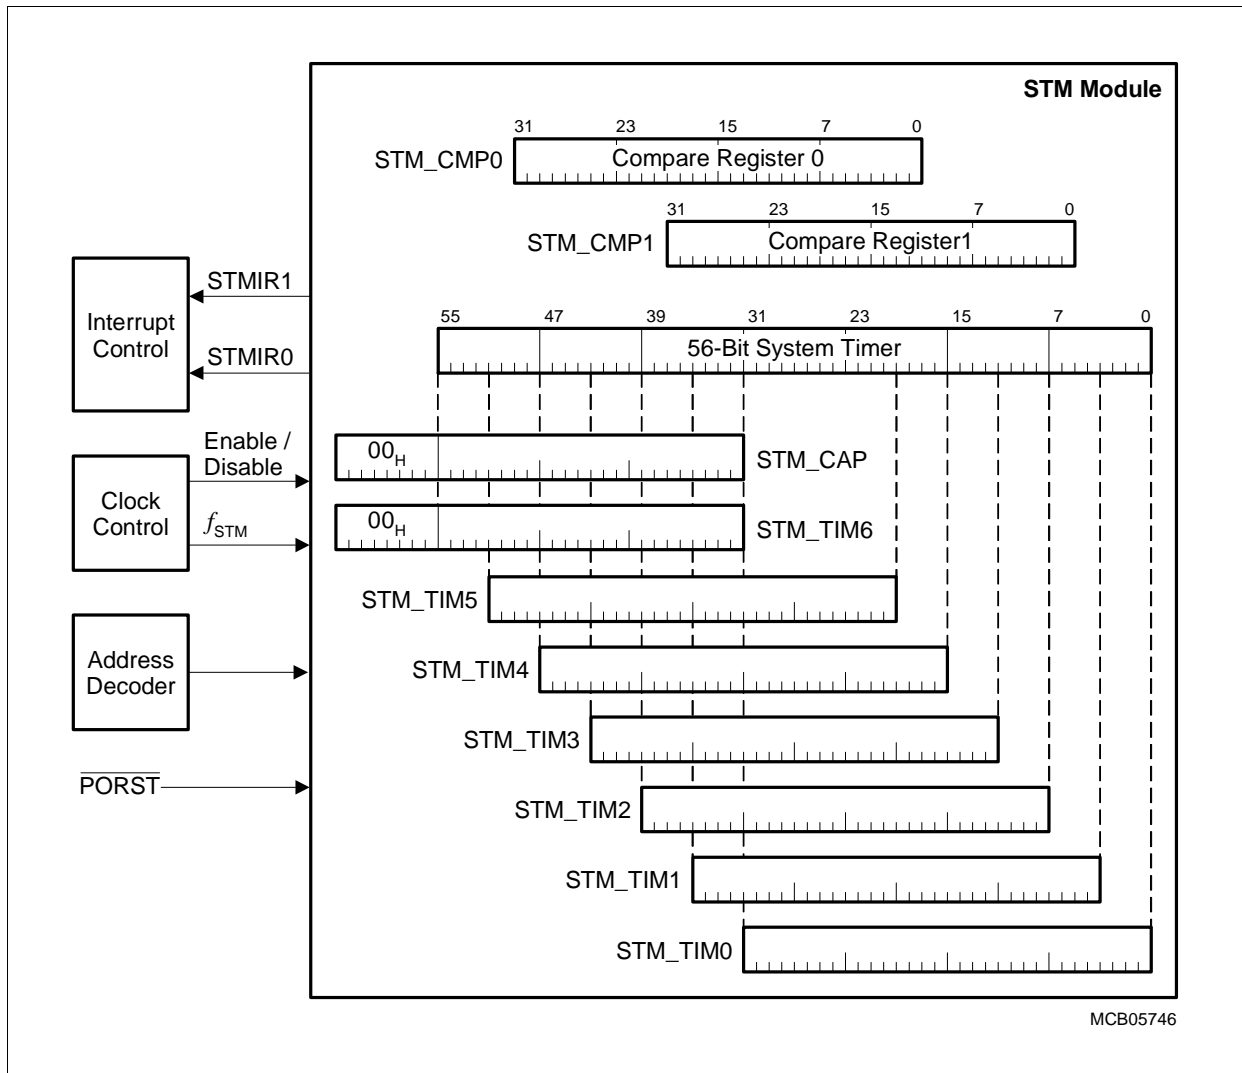 STM Module
31 23 15 7 0
STM_CMP0 Compare Register 0
31 23 15 7 0
STM_CMP1 Compare Register1
STMIR1
Interrupt
Control
STMIR0
55 47 39 31 23 15 7 0
56-Bit System Timer
Enable /
Disable
Clock
Control
fSTM
00H STM_CAP
00H STM_TIM6
STM_TIM5
Address
Decoder
STM_TIM4
STM_TIM3
PORST
STM_TIM2
STM_TIM1
STM_TIM0
MCB05746